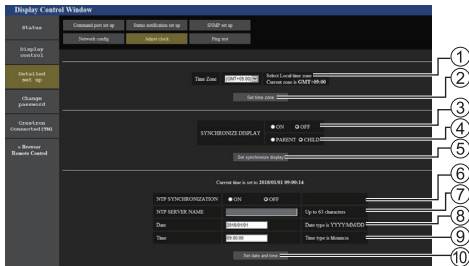 Display Control Window
Status
Display control
Detailed set up
Change password
Crestron Connected(TM)
» Browser Remote Control
Command port set up
Status notification set up
SNMP set up
Network config
Adjust clock
Ping test
Time Zone
(GMT+09:00)
Select Local time zone
Current zone is GMT+09:00
Set time zone
SYNCHRONIZE DISPLAY
ON OFF
PARENT CHILD
Set synchronize display
Current time is set to 2018/01/01 09:00:14
NTP SYNCHRONIZATION ON OFF
NTP SERVER NAME Up to 63 characters
Date 2018/01/01 Date type is YYYY/MM/DD
Time 09:00:00 Time type is hh:mm:ss
Set date and time
1
2
3
4
5
6
7
8
9
10